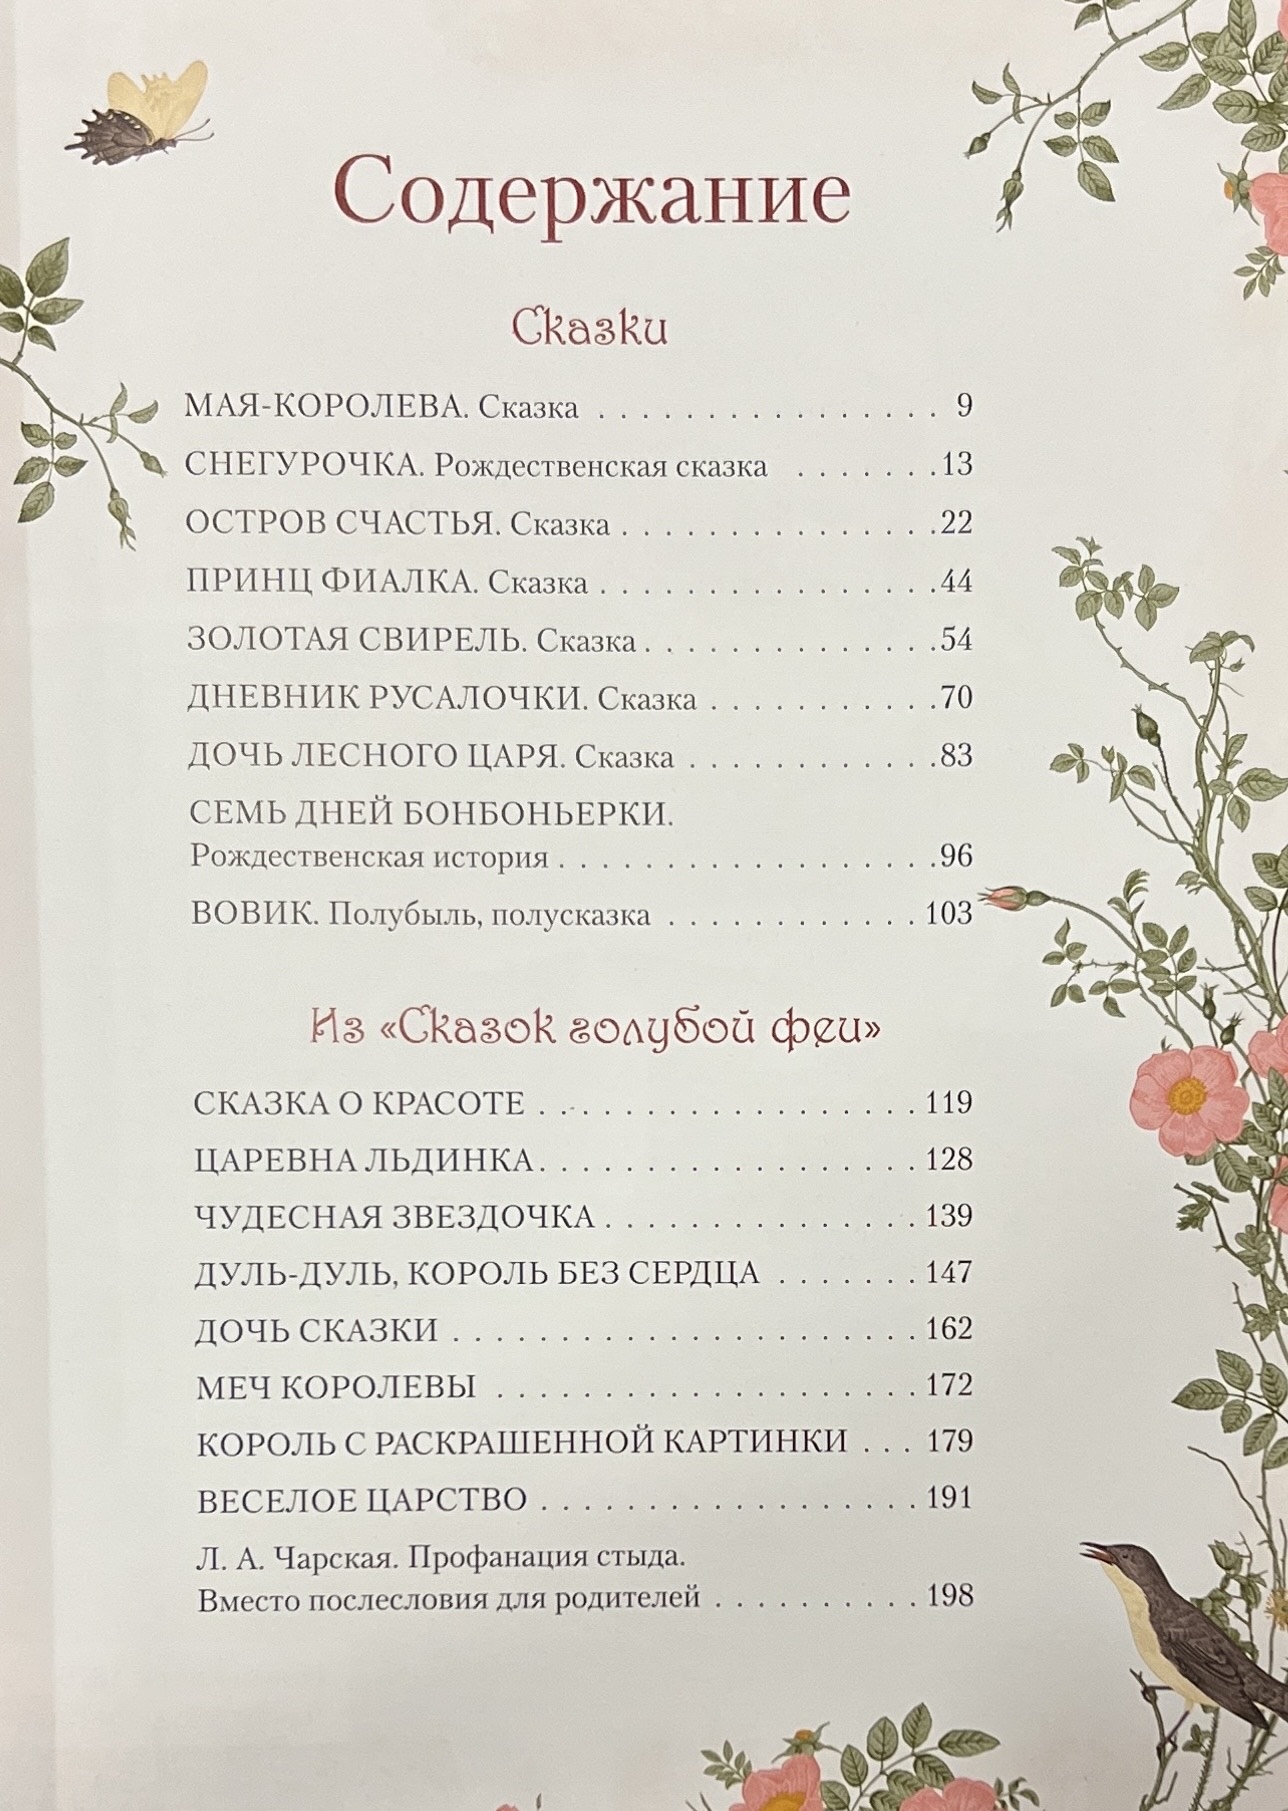 Содержание
Сказки
МАЯ-КОРОЛЕВА. Сказка . . . . . . . . . . . . . . . . 9
СНЕГУРОЧКА. Рождественская сказка . . . . . . . 13
ОСТРОВ СЧАСТЬЯ. Сказка . . . . . . . . . . . . . . . 22
ПРИНЦ ФИАЛКА. Сказка . . . . . . . . . . . . . . . . 44
ЗОЛОТАЯ СВИРЕЛЬ. Сказка . . . . . . . . . . . . . . 54
ДНЕВНИК РУСАЛОЧКИ. Сказка . . . . . . . . . . . 70
ДОЧЬ ЛЕСНОГО ЦАРЯ. Сказка . . . . . . . . . . . . 83
СЕМЬ ДНЕЙ БОНБОНЬЕРКИ.
Рождественская история . . . . . . . . . . . . . . . . . . 96
ВОВИК. Полубыль, полусказка . . . . . . . . . . . . 103
Из «Сказок голубой феи»
СКАЗКА О КРАСОТЕ . . . . . . . . . . . . . . . . . . 119
ЦАРЕВНА ЛЬДИНКА . . . . . . . . . . . . . . . . . . 128
ЧУДЕСНАЯ ЗВЕЗДОЧКА . . . . . . . . . . . . . . . 139
ДУЛЬ-ДУЛЬ, КОРОЛЬ БЕЗ СЕРДЦА . . . . . . . 147
ДОЧЬ СКАЗКИ . . . . . . . . . . . . . . . . . . . . . . 162
МЕЧ КОРОЛЕВЫ . . . . . . . . . . . . . . . . . . . . 172
КОРОЛЬ С РАСКРАШЕННОЙ КАРТИНКИ . . . 179
ВЕСЕЛОЕ ЦАРСТВО . . . . . . . . . . . . . . . . . . 191
Л. А. Чарская. Профанация стыда.
Вместо послесловия для родителей . . . . . . . . . . 198